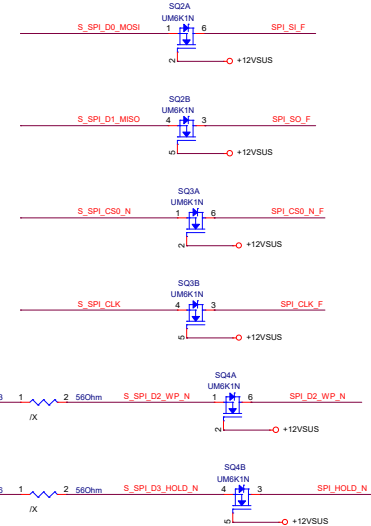 SQ2A
UM6K1N
S_SPI_D0_MOSI 1 6 SPI_SI_F
2 +12VSUS
SQ2B
UM6K1N
S_SPI_D1_MISO 4 3 SPI_SO_F
5 +12VSUS
SQ3A
UM6K1N
S_SPI_CS0_N 1 6 SPI_CS0_N_F
2 +12VSUS
SQ3B
UM6K1N
S_SPI_CLK 4 3 SPI_CLK_F
5 +12VSUS
SQ4A
UM6K1N
1 2 56Ohm S_SPI_D2_WP_N 1 6 SPI_D2_WP_N
/X
2 +12VSUS
SQ4B
UM6K1N
1 2 56Ohm S_SPI_D3_HOLD_N 4 3 SPI_HOLD_N
/X
5 +12VSUS